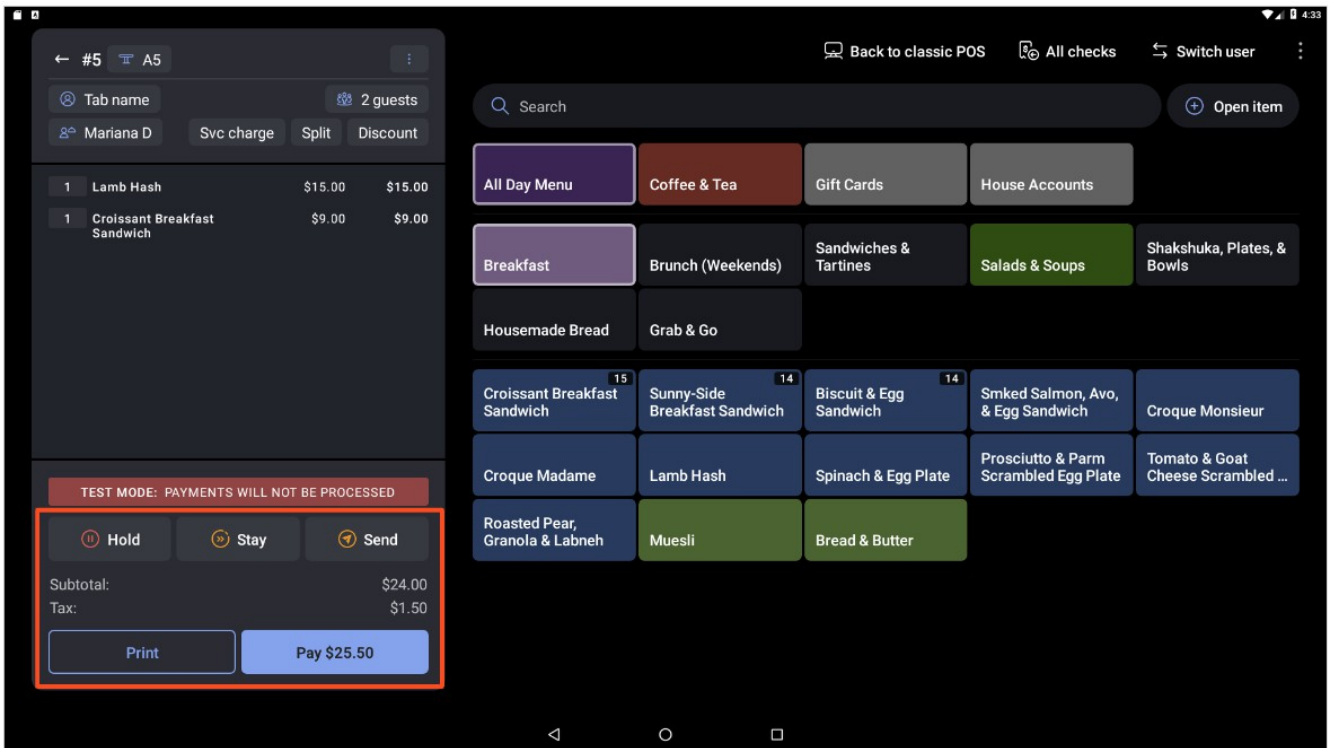 4:33
← #5 A5
Back to classic POS All checks Switch user
Tab name 2 guests
Search Open item
Mariana D Svc charge Split Discount
1 Lamb Hash $15.00 $15.00
1 Croissant Breakfast $9.00 $9.00
Sandwich
All Day Menu Coffee & Tea Gift Cards House Accounts
Breakfast
Brunch (Weekends)
Sandwiches &
Tartines
Salads & Soups
Shakshuka, Plates, &
Bowls
Housemade Bread Grab & Go
15
Croissant Breakfast
Sandwich
14
Sunny-Side
Breakfast Sandwich
14
Biscuit & Egg
Sandwich
Smked Salmon, Avo,
& Egg Sandwich
Croque Monsieur
Croque Madame
Lamb Hash
Spinach & Egg Plate
Prosciutto & Parm
Scrambled Egg Plate
Tomato & Goat
Cheese Scrambled ...
Roasted Pear,
Granola & Labneh
Muesli
Bread & Butter
TEST MODE: PAYMENTS WILL NOT BE PROCESSED
Hold Stay Send
Subtotal: $24.00
Tax: $1.50
Print Pay $25.50